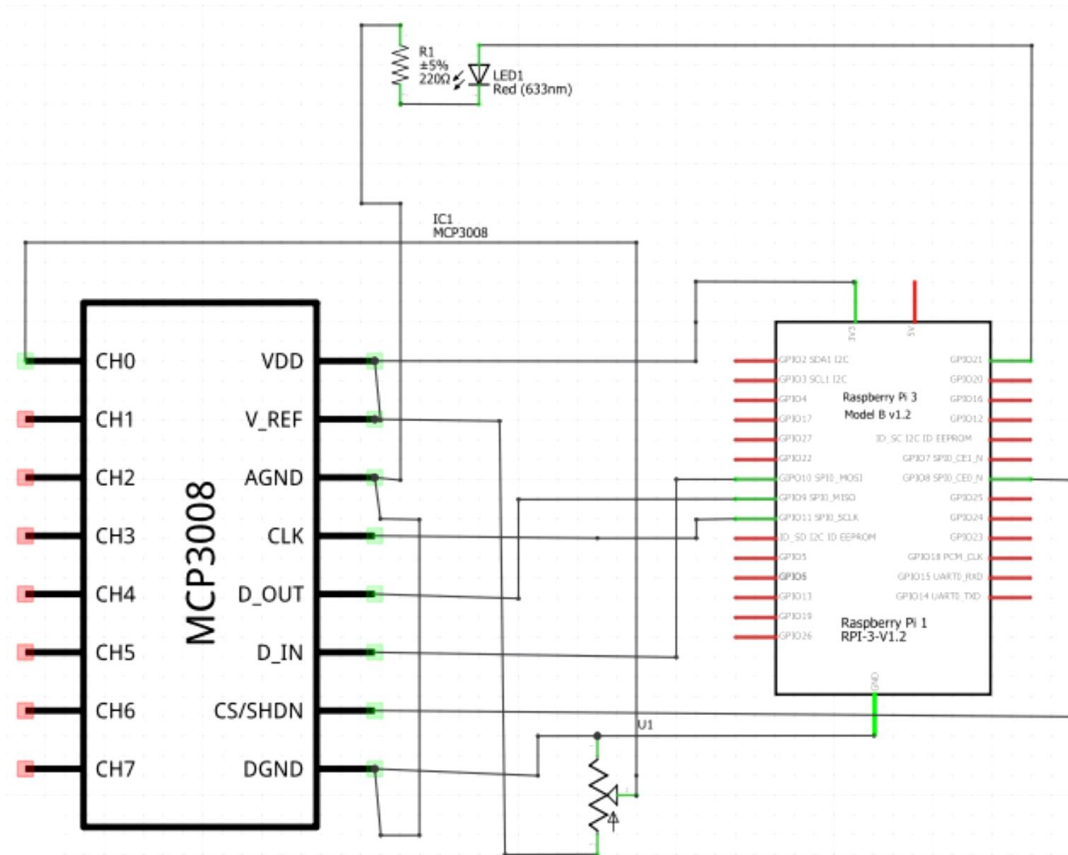 R1
±5%
220Ω
LED1
Red (633nm)
IC1
MCP3008
MCP3008
CH0
CH1
CH2
CH3
CH4
CH5
CH6
CH7
VDD
V_REF
AGND
CLK
D_OUT
D_IN
CS/SHDN
DGND
3V3
5V
GPIO2 SDA1 I2C
GPIO3 SCL1 I2C
GPIO4
GPIO17
GPIO27
GPIO22
GIPO10 SPI0_MOSI
GPIO9 SPI0_MISO
GPIO11 SPI0_SCLK
ID_SD I2C ID EEPROM
GPIO5
GPIO6
GPIO13
GPIO19
GPIO26
Raspberry Pi 3
Model B v1.2
GPIO21
GPIO20
GPIO16
GPIO12
ID_SC I2C ID EEPROM
GPIO7 SPI0_CE1_N
GPIO8 SPI0_CE0_N
GPIO25
GPIO24
GPIO23
GPIO18 PCM_CLK
GPIO15 UART0_RXD
GPIO14 UART0_TXD
Raspberry Pi 1
RPI-3-V1.2
GND
U1